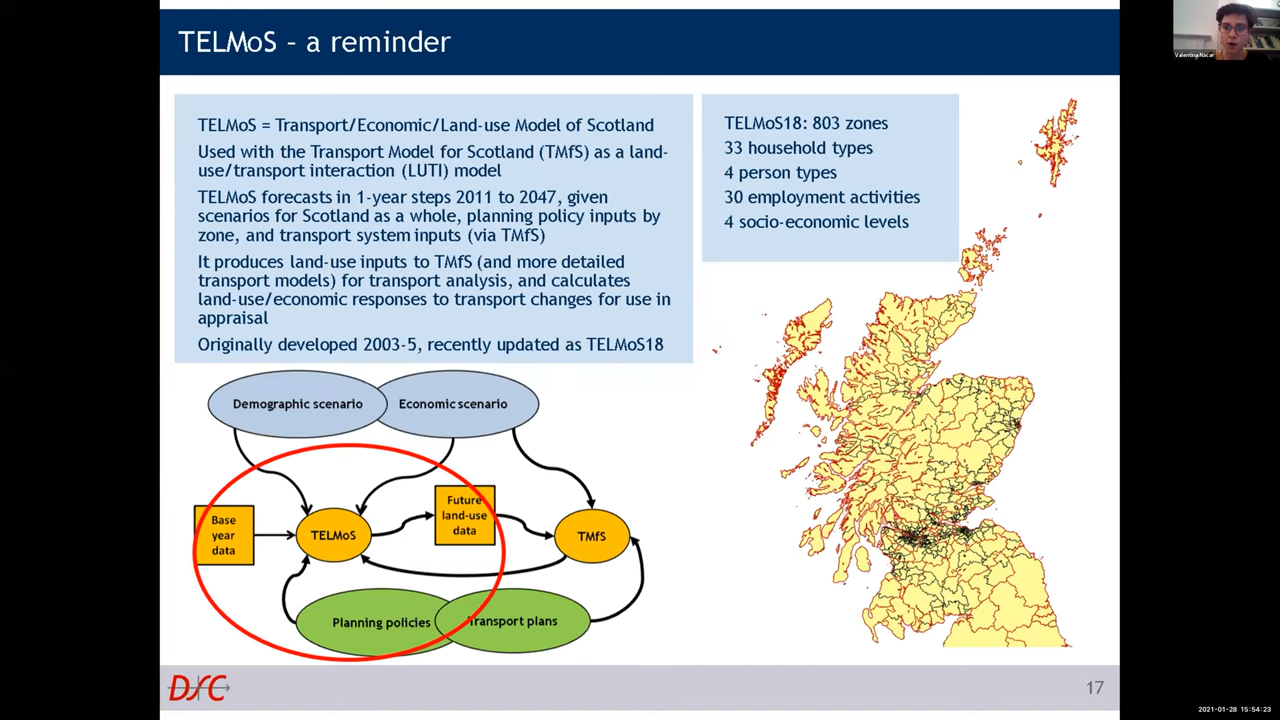 TELMoS – a reminder
TELMoS = Transport/Economic/Land-use Model of Scotland
Used with the Transport Model for Scotland (TMfS) as a land-
use/transport interaction (LUTI) model
TELMoS forecasts in 1-year steps 2011 to 2047, given
scenarios for Scotland as a whole, planning policy inputs by
zone, and transport system inputs (via TMfS)
It produces land-use inputs to TMfS (and more detailed
transport models) for transport analysis, and calculates
land-use/economic responses to transport changes for use in
appraisal
Originally developed 2003-5, recently updated as TELMoS18
TELMoS18: 803 zones
33 household types
4 person types
30 employment activities
4 socio-economic levels
Demographic scenario
Economic scenario
Base
year
data
TELMoS
Future
land-use
data
TMfS
Planning policies
Transport plans
DSC
17
Valentina Nacar
2021-01-28 15:54:23